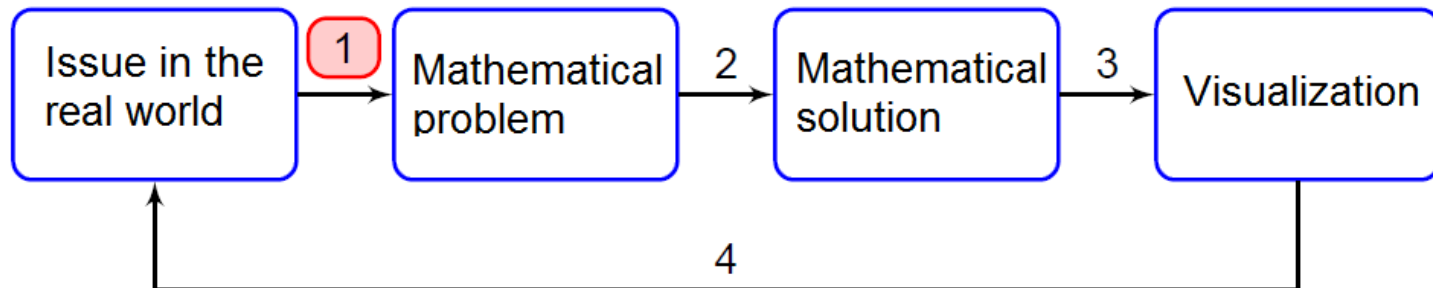 Issue in the
real world
1
Mathematical
problem
2
Mathematical
solution
3
Visualization
4